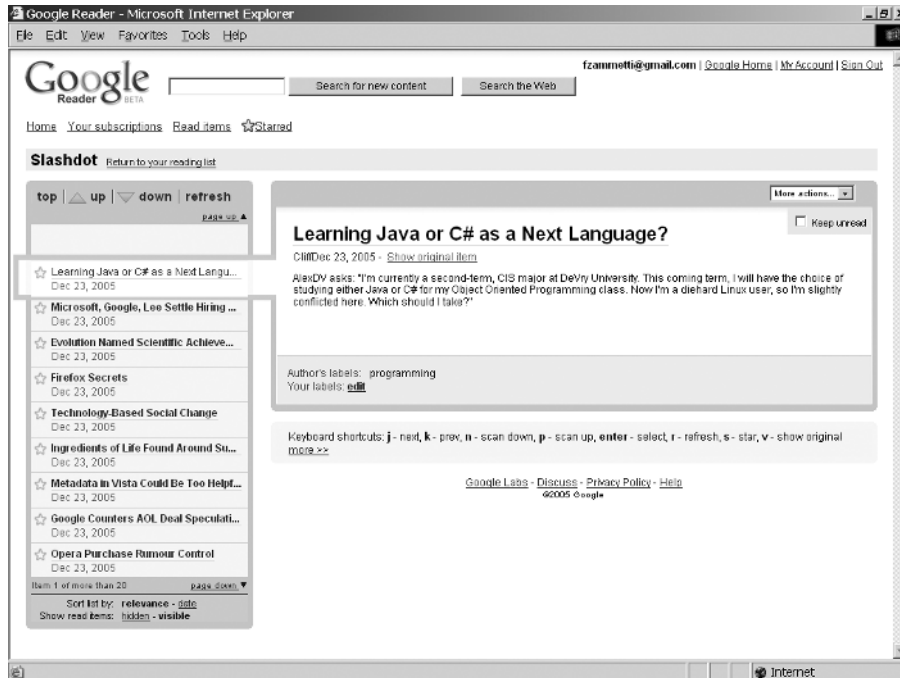 Google Reader - Microsoft Internet Explorer
File Edit View Favorites Tools Help
fzammetti@gmail.com | Google Home | My Account | Sign Out
Google
Reader BETA
Search for new content Search the Web
Home Your subscriptions Read items Starred
Slashdot Return to your reading list
top | up | down | refresh
page up
Learning Java or C# as a Next Langu...
Dec 23, 2005
Microsoft, Google, Lee Settle Hiring ...
Dec 23, 2005
Evolution Named Scientific Achieve...
Dec 23, 2005
Firefox Secrets
Dec 23, 2005
Technology-Based Social Change
Dec 23, 2005
Ingredients of Life Found Around Su...
Dec 23, 2005
Metadata in Vista Could Be Too Helpf...
Dec 23, 2005
Google Counters AOL Deal Speculati...
Dec 23, 2005
Opera Purchase Rumour Control
Dec 23, 2005
Item 1 of more than 20 page down
Sort list by: relevance - date
Show read items: hidden - visible
More actions...
Keep unread
Learning Java or C# as a Next Language?
CliffDec 23, 2005 - Show original item
AlexDV asks: "I'm currently a second-term, CIS major at DeVry University. This coming term, I will have the choice of
studying either Java or C# for my Object Oriented Programming class. Now I'm a diehard Linux user, so I'm slightly
conflicted here. Which should I take?"
Author's labels: programming
Your labels: edit
Keyboard shortcuts: j - next, k - prev, n - scan down, p - scan up, enter - select, r - refresh, s - star, v - show original
more >>
Google Labs - Discuss - Privacy Policy - Help
©2005 Google
Internet